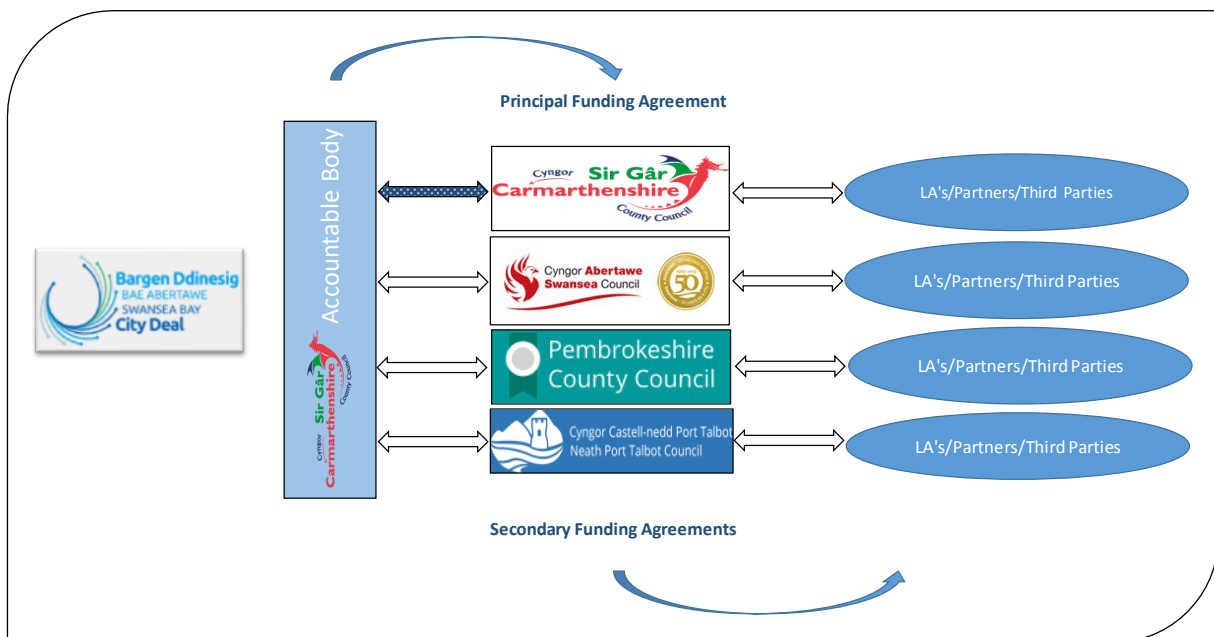 Principal Funding Agreement
Bargen Ddinesig
BAE ABERTAWE
SWANSEA BAY
City Deal
Accountable Body
Cyngor
Sir Gâr
Carmarthenshire
County Council
Cyngor
Sir Gâr
Carmarthenshire
County Council
LA's/Partners/Third Parties
Cyngor Abertawe
Swansea Council
50
LA's/Partners/Third Parties
Pembrokeshire
County Council
LA's/Partners/Third Parties
Cyngor Castell-nedd Port Talbot
Neath Port Talbot Council
LA's/Partners/Third Parties
Secondary Funding Agreements